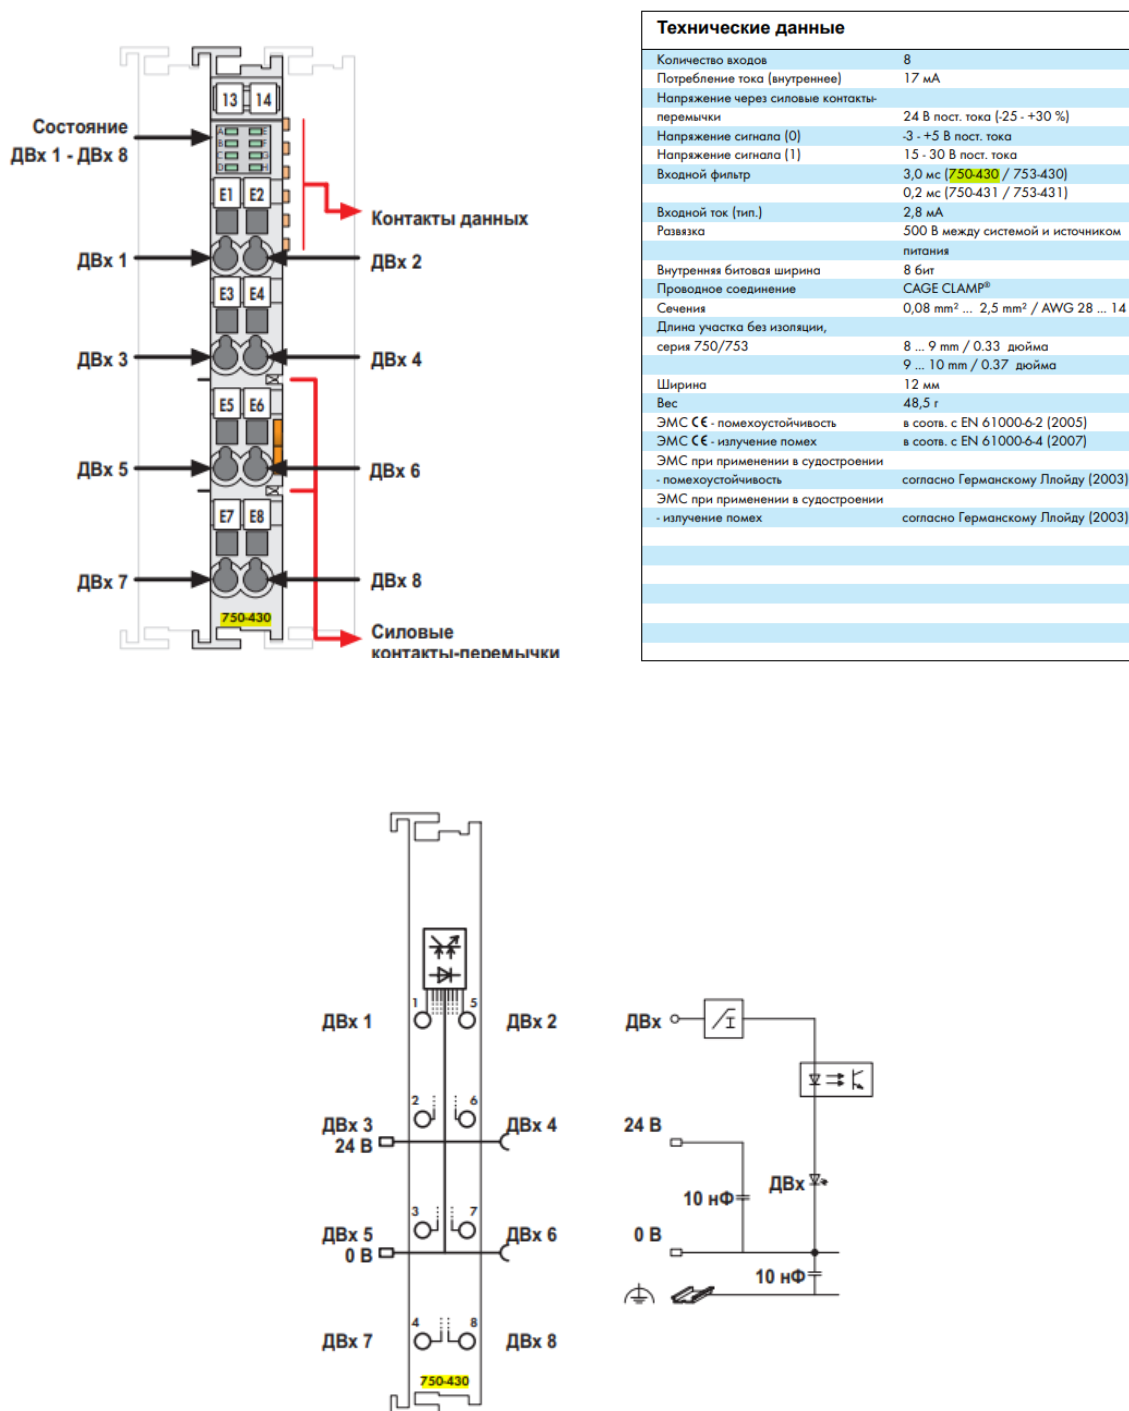 13 14
Состояние
ДВх 1 - ДВх 8
A E
B F
C G
D H
E1 E2
Контакты данных
ДВх 1 ДВх 2
E3 E4
ДВх 3 ДВх 4
E5 E6
ДВх 5 ДВх 6
E7 E8
ДВх 7 ДВх 8
750-430
Силовые
контакты-перемычки
Технические данные
Количество входов 8
Потребление тока (внутреннее) 17 мА
Напряжение через силовые контакты-
перемычки 24 В пост. тока (-25 - +30 %)
Напряжение сигнала (0) -3 - +5 В пост. тока
Напряжение сигнала (1) 15 - 30 В пост. тока
Входной фильтр 3,0 мс (750-430 / 753-430)
0,2 мс (750-431 / 753-431)
Входной ток (тип.) 2,8 мА
Развязка 500 В между системой и источником
питания
Внутренняя битовая ширина 8 бит
Проводное соединение CAGE CLAMP®
Сечения 0,08 mm² ... 2,5 mm² / AWG 28 ... 14
Длина участка без изоляции,
серия 750/753 8 ... 9 mm / 0.33 дюйма
9 ... 10 mm / 0.37 дюйма
Ширина 12 мм
Вес 48,5 г
ЭМС CE - помехоустойчивость в соотв. с EN 61000-6-2 (2005)
ЭМС CE - излучение помех в соотв. с EN 61000-6-4 (2007)
ЭМС при применении в судостроении
- помехоустойчивость согласно Германскому Ллойду (2003)
ЭМС при применении в судостроении
- излучение помех согласно Германскому Ллойду (2003)
1 5
ДВх 1 ДВх 2
2 6
ДВх 3 ДВх 4
24 В
3 7
ДВх 5 ДВх 6
0 В
4 8
ДВх 7 ДВх 8
750-430
ДВх
24 В
ДВх
10 нФ
0 В
10 нФ